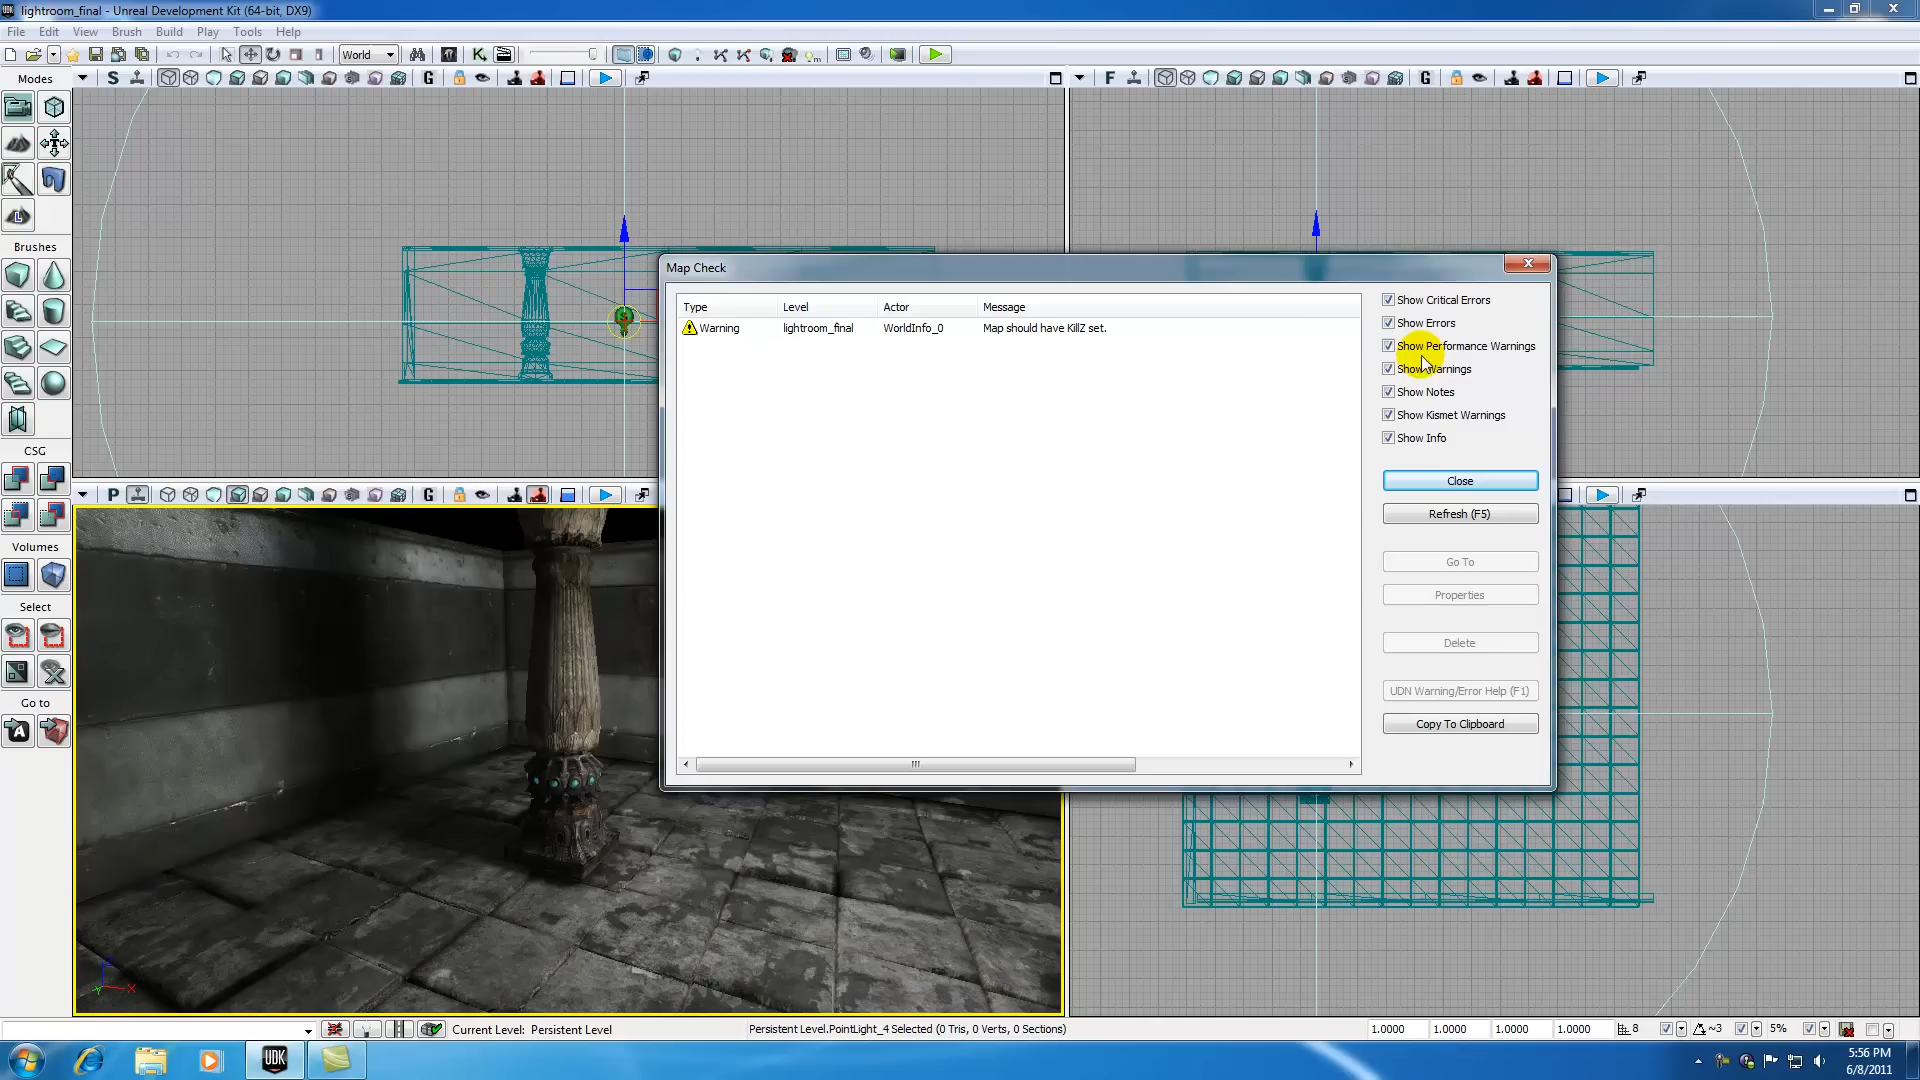 lightroom_final - Unreal Development Kit (64-bit, DX9)
File Edit View Brush Build Play Tools Help
World
Modes
S G
F G
Brushes
CSG
Volumes
Select
Go to
P G
Map Check
Type Level Actor Message
Warning lightroom_final WorldInfo_0 Map should have KillZ set.
Show Critical Errors
Show Errors
Show Performance Warnings
Show Warnings
Show Notes
Show Kismet Warnings
Show Info
Close
Refresh (F5)
Go To
Properties
Delete
UDN Warning/Error Help (F1)
Copy To Clipboard
X
Current Level: Persistent Level
Persistent Level.PointLight_4 Selected (0 Tris, 0 Verts, 0 Sections)
1.0000 1.0000 1.0000 1.0000 8 ~3 5%
UDK
5:56 PM
6/8/2011